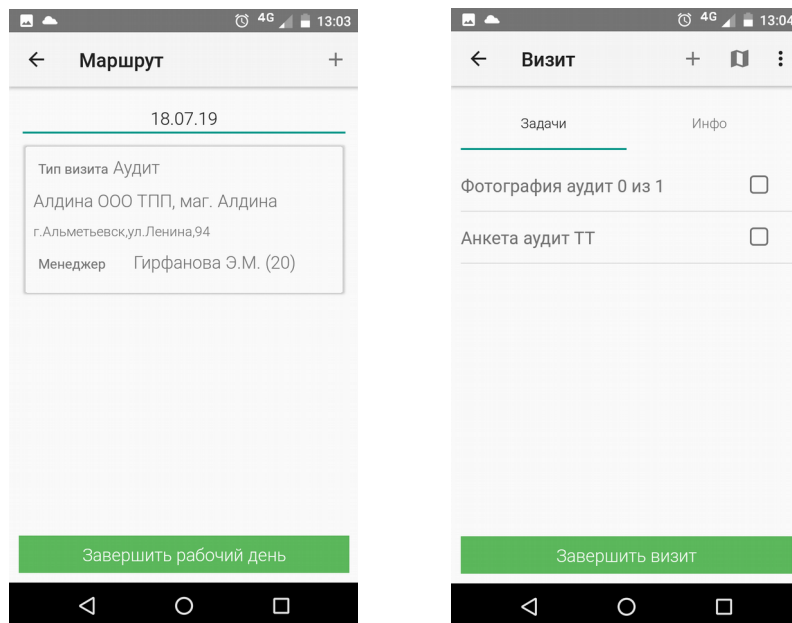 4G 13:03
Маршрут
18.07.19
Тип визита Аудит
Алдина ООО ТПП, маг. Алдина
г.Альметьевск,ул.Ленина,94
Менеджер Гирфанова Э.М. (20)
Завершить рабочий день
4G 13:04
Визит
Задачи Инфо
Фотография аудит 0 из 1
Анкета аудит ТТ
Завершить визит